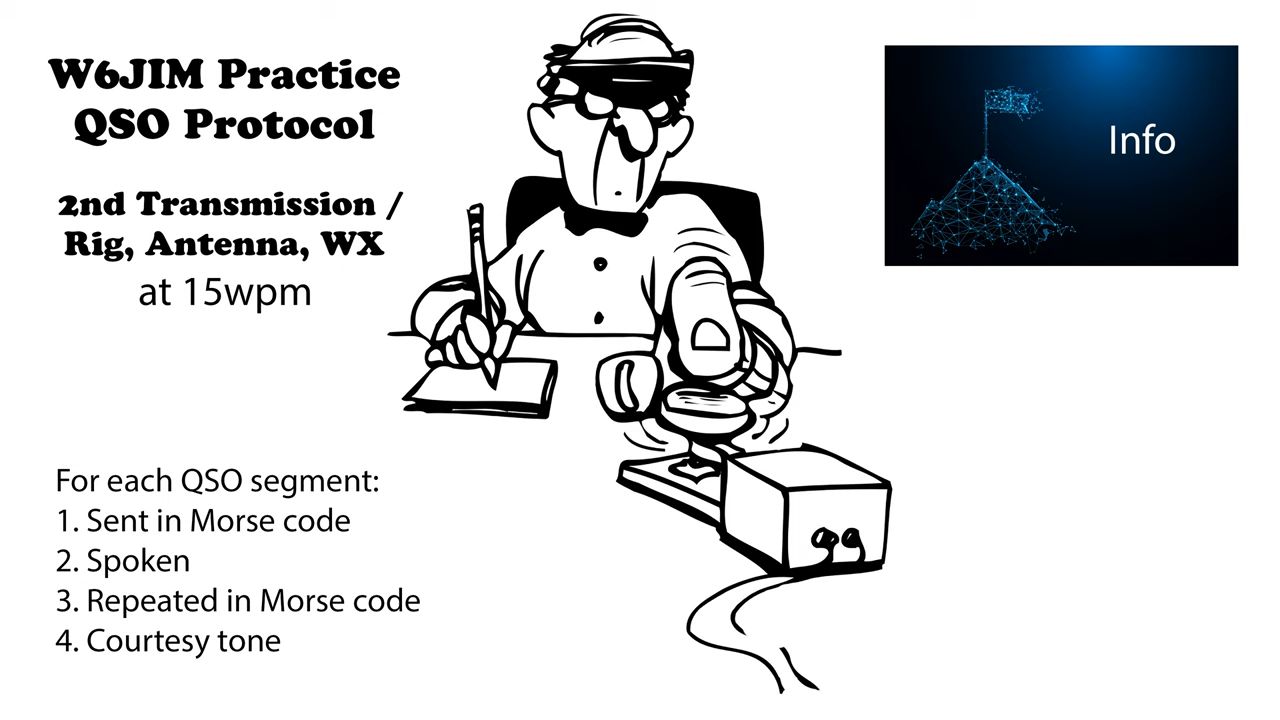 W6JIM Practice
QSO Protocol
2nd Transmission /
Rig, Antenna, WX
at 15wpm
Info
For each QSO segment:
1. Sent in Morse code
2. Spoken
3. Repeated in Morse code
4. Courtesy tone